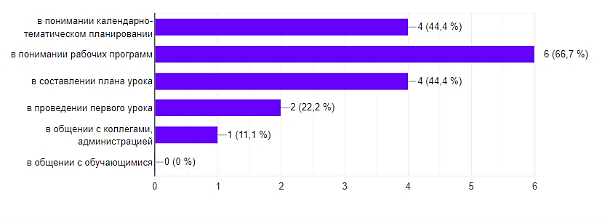 в понимании календарно-
тематическом планировании
4 (44,4 %)
в понимании рабочих программ
6 (66,7 %)
в составлении плана урока
4 (44,4 %)
в проведении первого урока
2 (22,2 %)
в общении с коллегами,
администрацией
1 (11,1 %)
в общении с обучающимися
0 (0 %)
0 1 2 3 4 5 6